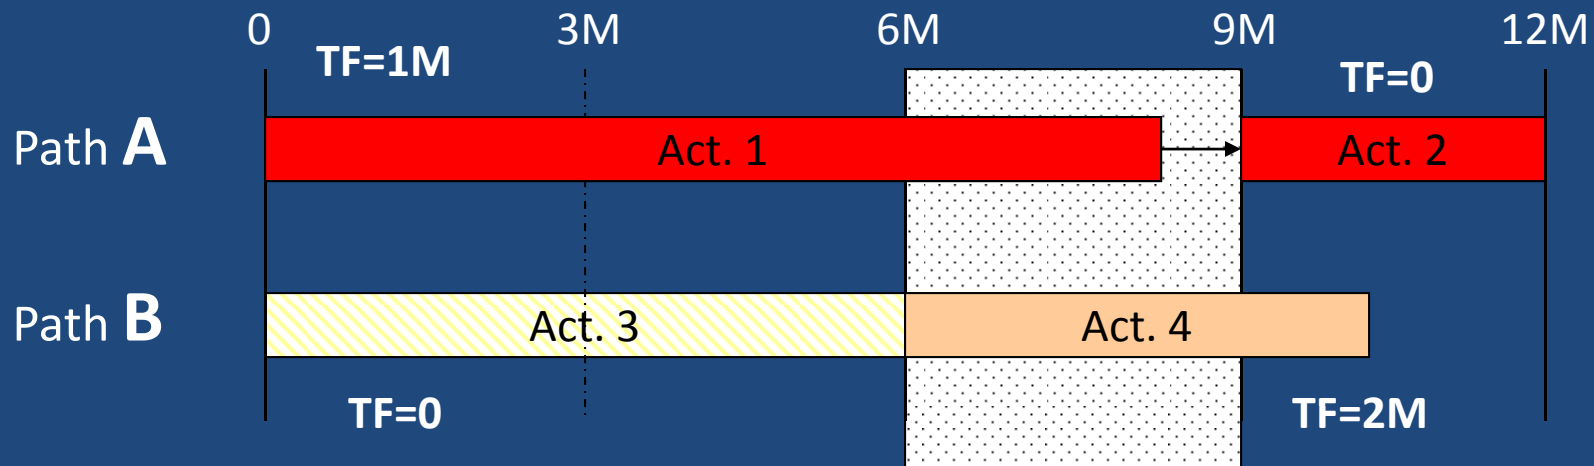 0 3M 6M 9M 12M
TF=1M TF=0
Path A Act. 1 Act. 2
Path B Act. 3 Act. 4
TF=0 TF=2M